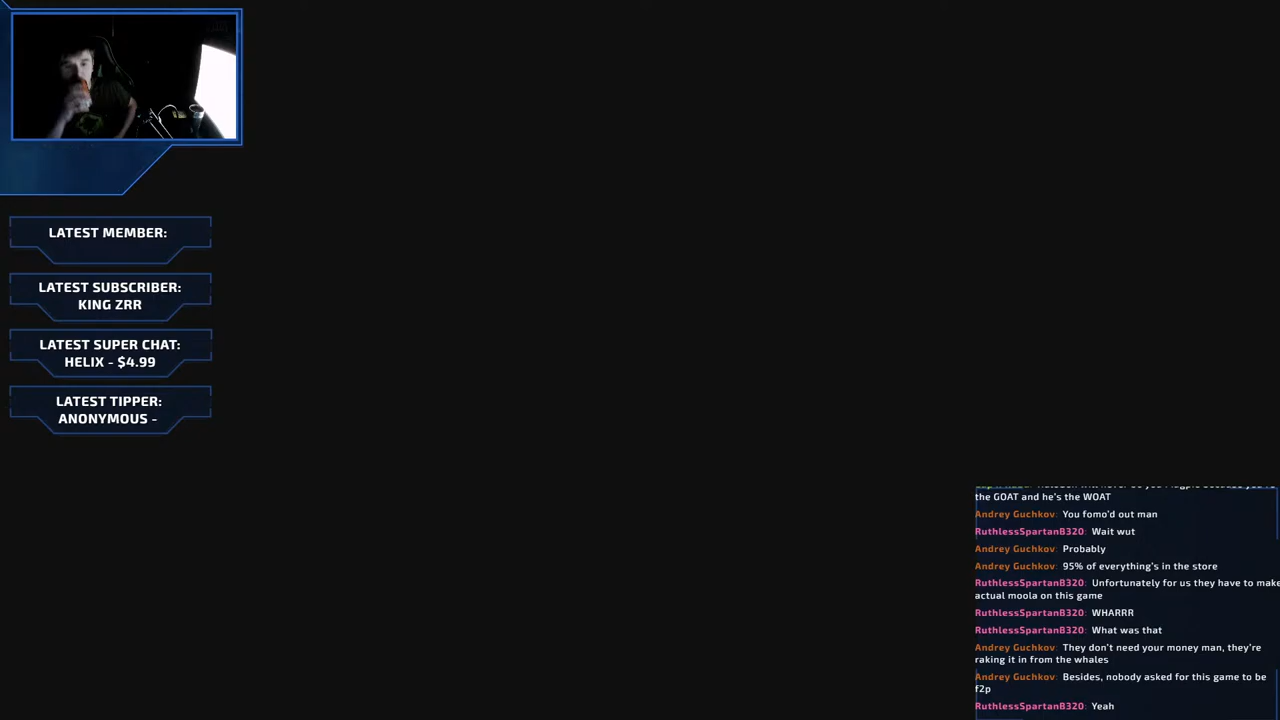 LATEST MEMBER:
LATEST SUBSCRIBER:
KING ZRR
LATEST SUPER CHAT:
HELIX - $4.99
LATEST TIPPER:
ANONYMOUS -
the GOAT and he's the WOAT
Andrey Guchkov: You fomo'd out man
RuthlessSpartanB320: Wait wut
Andrey Guchkov: Probably
Andrey Guchkov: 95% of everything's in the store
RuthlessSpartanB320: Unfortunately for us they have to make
actual moola on this game
RuthlessSpartanB320: WHARRR
RuthlessSpartanB320: What was that
Andrey Guchkov: They don't need your money man, they're
raking it in from the whales
Andrey Guchkov: Besides, nobody asked for this game to be
f2p
RuthlessSpartanB320: Yeah